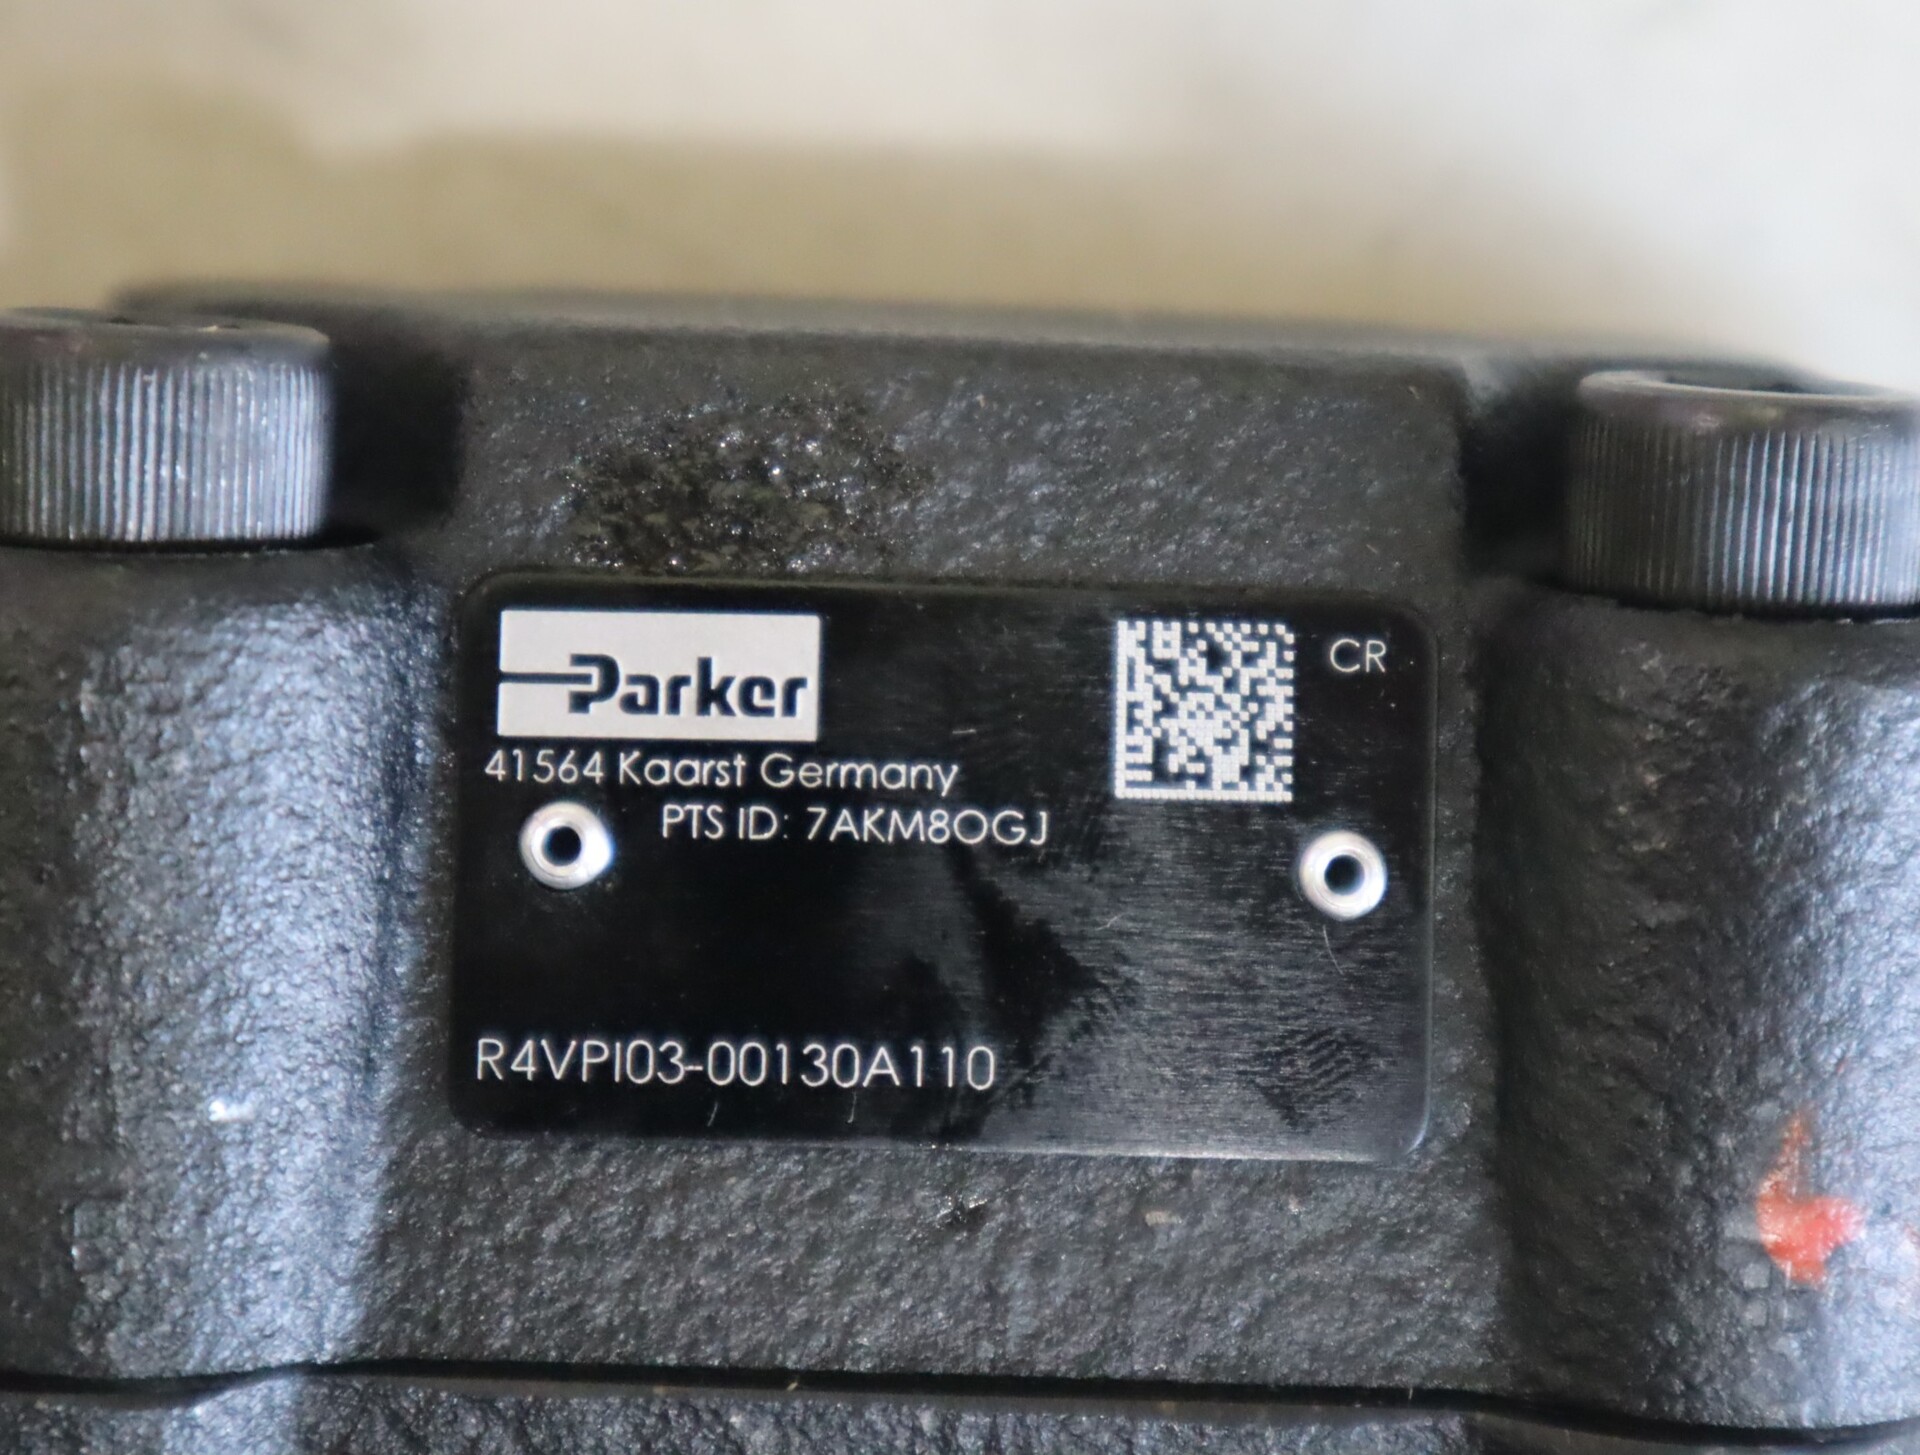 Parker
CR
41564 Kaarst Germany
PTS ID: 7AKM8OGJ
R4VPI03-00130A110